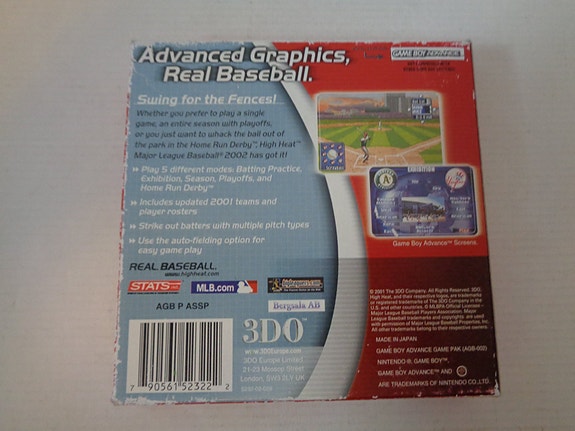 Advanced Graphics,
Real Baseball.
GAME BOY ADVANCE
Swing for the Fences!
Whether you prefer to play a single
game, an entire season with playoffs,
or you just want to whack the ball out of
the park in the Home Run Derby™, High Heat™
Major League Baseball® 2002 has got it!
» Play 5 different modes: Batting Practice,
Exhibition, Season, Playoffs, and
Home Run Derby™
» Includes updated 2001 teams and
player rosters
» Strike out batters with multiple pitch types
» Use the auto-fielding option for
easy game play
EXHIBITION
Game Boy Advance™ Screens.
REAL.BASEBALL.
www.highheat.com
STATS INC.
MLB.com
bigleaguers.com
AGB P ASSP
Bergsala AB
3DO™
www.3DOEurope.com
3DO Europe Limited
21-23 Mossop Street
London, SW3 2LY UK
7 90561 52322 2
© 2001 The 3DO Company. All Rights Reserved. 3DO,
High Heat, and their respective logos, are trademarks
or registered trademarks of The 3DO Company in the
U.S. and other countries. © MLBPA Official Licensee –
Major League Baseball Players Association. Major
League Baseball trademarks and copyrights, are used
with permission of Major League Baseball Properties, Inc.
All other trademarks belong to their respective owners.
MADE IN JAPAN
GAME BOY ADVANCE GAME PAK (AGB-002)
NINTENDO®, GAME BOY™,
GAME BOY ADVANCE™ AND
ARE TRADEMARKS OF NINTENDO CO.,LTD.